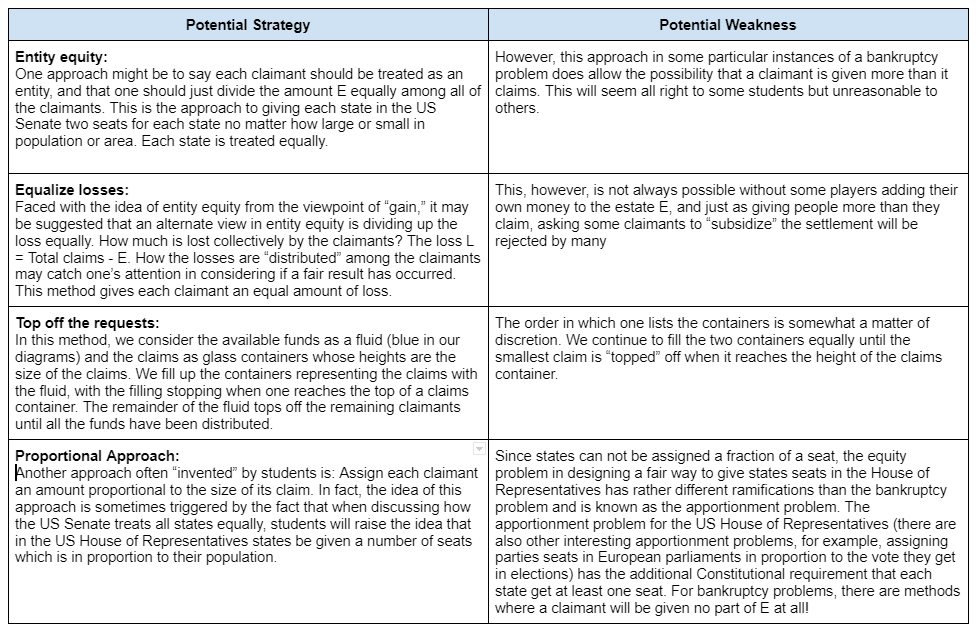 Potential Strategy
Potential Weakness
Entity equity:
One approach might be to say each claimant should be treated as an
entity, and that one should just divide the amount E equally among all of
the claimants. This is the approach to giving each state in the US
Senate two seats for each state no matter how large or small in
population or area. Each state is treated equally.
However, this approach in some particular instances of a bankruptcy
problem does allow the possibility that a claimant is given more than it
claims. This will seem all right to some students but unreasonable to
others.
Equalize losses:
Faced with the idea of entity equity from the viewpoint of “gain,” it may
be suggested that an alternate view in entity equity is dividing up the
loss equally. How much is lost collectively by the claimants? The loss L
= Total claims - E. How the losses are “distributed” among the claimants
may catch one’s attention in considering if a fair result has occurred.
This method gives each claimant an equal amount of loss.
This, however, is not always possible without some players adding their
own money to the estate E, and just as giving people more than they
claim, asking some claimants to “subsidize” the settlement will be
rejected by many
Top off the requests:
In this method, we consider the available funds as a fluid (blue in our
diagrams) and the claims as glass containers whose heights are the
size of the claims. We fill up the containers representing the claims with
the fluid, with the filling stopping when one reaches the top of a claims
container. The remainder of the fluid tops off the remaining claimants
until all the funds have been distributed.
The order in which one lists the containers is somewhat a matter of
discretion. We continue to fill the two containers equally until the
smallest claim is “topped” off when it reaches the height of the claims
container.
Proportional Approach:
Another approach often “invented” by students is: Assign each claimant
an amount proportional to the size of its claim. In fact, the idea of this
approach is sometimes triggered by the fact that when discussing how
the US Senate treats all states equally, students will raise the idea that
in the US House of Representatives states be given a number of seats
which is in proportion to their population.
Since states can not be assigned a fraction of a seat, the equity
problem in designing a fair way to give states seats in the House of
Representatives has rather different ramifications than the bankruptcy
problem and is known as the apportionment problem. The
apportionment problem for the US House of Representatives (there are
also other interesting apportionment problems, for example, assigning
parties seats in European parliaments in proportion to the vote they get
in elections) has the additional Constitutional requirement that each
state get at least one seat. For bankruptcy problems, there are methods
where a claimant will be given no part of E at all!